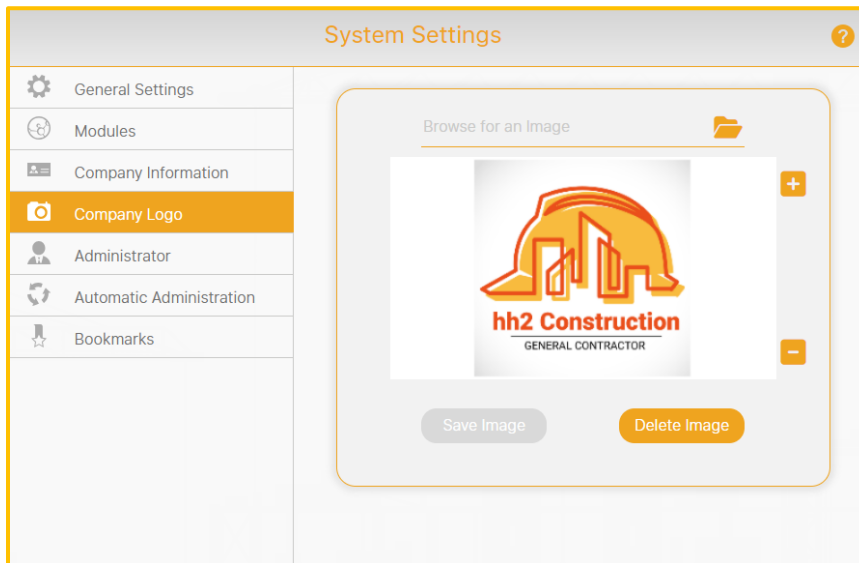 System Settings
?
General Settings
Modules
Company Information
Company Logo
Administrator
Automatic Administration
Bookmarks
Browse for an Image
+
hh2 Construction
GENERAL CONTRACTOR
−
Save Image
Delete Image